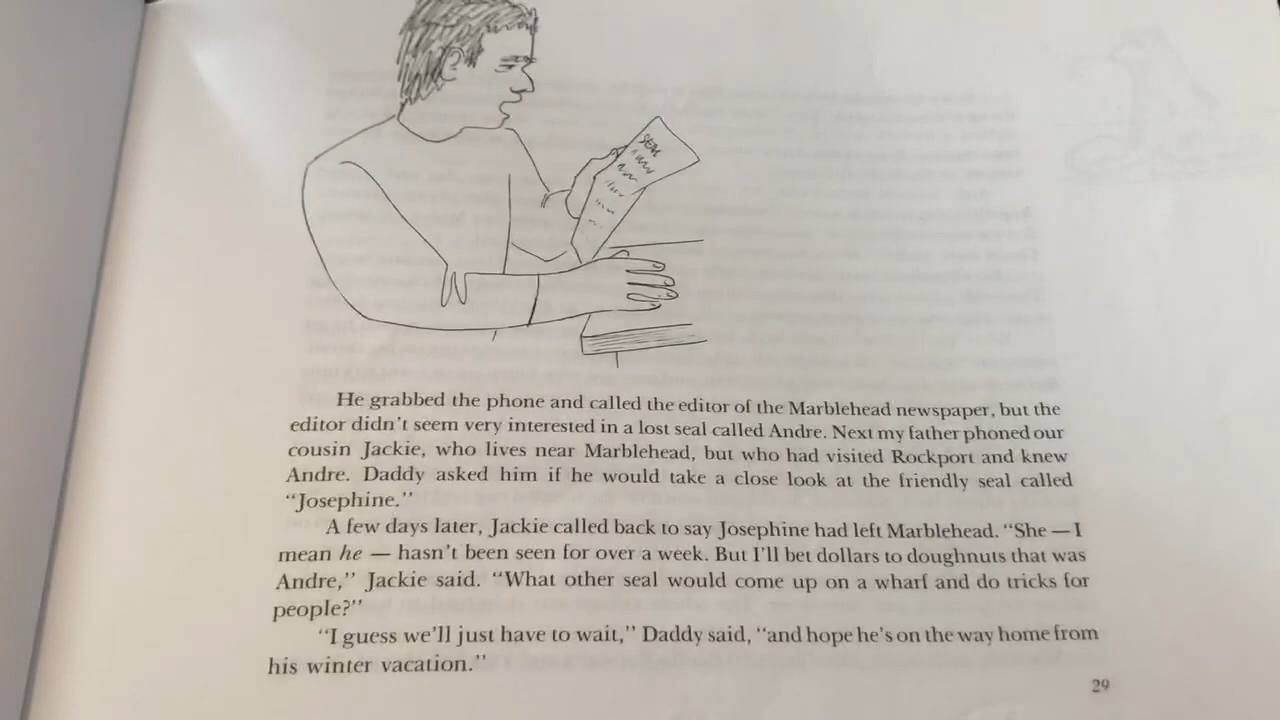 SEAL
He grabbed the phone and called the editor of the Marblehead newspaper, but the
editor didn't seem very interested in a lost seal called Andre. Next my father phoned our
cousin Jackie, who lives near Marblehead, but who had visited Rockport and knew
Andre. Daddy asked him if he would take a close look at the friendly seal called
“Josephine.”
A few days later, Jackie called back to say Josephine had left Marblehead. “She — I
mean he — hasn't been seen for over a week. But I'll bet dollars to doughnuts that was
Andre,” Jackie said. “What other seal would come up on a wharf and do tricks for
people?”
“I guess we'll just have to wait,” Daddy said, “and hope he's on the way home from
his winter vacation.”
29